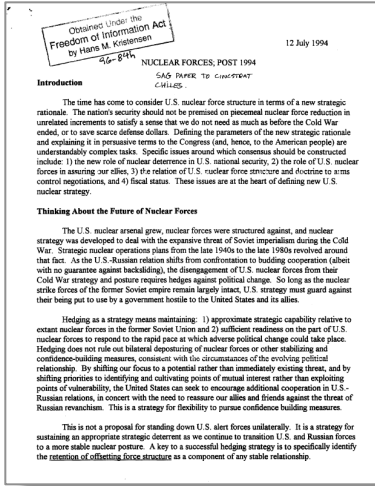 Obtained Under the
Freedom of Information Act
by Hans M. Kristensen
96-84h
12 July 1994
NUCLEAR FORCES; POST 1994
SAG PAPER TO CINCSTRAT
CHILES.
Introduction
The time has come to consider U.S. nuclear force structure in terms of a new strategic
rationale. The nation's security should not be premised on piecemeal nuclear force reduction in
unrelated increments to satisfy a sense that we do not need as much as before the Cold War
ended, or to save scarce defense dollars. Defining the parameters of the new strategic rationale
and explaining it in persuasive terms to the Congress (and, hence, to the American people) are
understandably complex tasks. Specific issues around which consensus should be constructed
include: 1) the new role of nuclear deterrence in U.S. national security, 2) the role of U.S. nuclear
forces in assuring our allies, 3) the relation of U.S. nuclear force structure and doctrine to arms
control negotiations, and 4) fiscal status. These issues are at the heart of defining new U.S.
nuclear strategy.
Thinking About the Future of Nuclear Forces
The U.S. nuclear arsenal grew, nuclear forces were structured against, and nuclear
strategy was developed to deal with the expansive threat of Soviet imperialism during the Cold
War. Strategic nuclear operations plans from the late 1940s to the late 1980s revolved around
that fact. As the U.S.-Russian relation shifts from confrontation to budding cooperation (albeit
with no guarantee against backsliding), the disengagement of U.S. nuclear forces from their
Cold War strategy and posture requires hedges against political change. So long as the nuclear
strike forces of the former Soviet empire remain largely intact, U.S. strategy must guard against
their being put to use by a government hostile to the United States and its allies.
Hedging as a strategy means maintaining: 1) approximate strategic capability relative to
extant nuclear forces in the former Soviet Union and 2) sufficient readiness on the part of U.S.
nuclear forces to respond to the rapid pace at which adverse political change could take place.
Hedging does not rule out bilateral deposturing of nuclear forces or other stabilizing and
confidence-building measures, consistent with the circumstances of the evolving political
relationship. By shifting our focus to a potential rather than immediately existing threat, and by
shifting priorities to identifying and cultivating points of mutual interest rather than exploiting
points of vulnerability, the United States can seek to encourage additional cooperation in U.S.-
Russian relations, in concert with the need to reassure our allies and friends against the threat of
Russian revanchism. This is a strategy for flexibility to pursue confidence building measures.
This is not a proposal for standing down U.S. alert forces unilaterally. It is a strategy for
sustaining an appropriate strategic deterrent as we continue to transition U.S. and Russian forces
to a more stable nuclear posture. A key to a successful hedging strategy is to specifically identify
the retention of offsetting force structure as a component of any stable relationship.